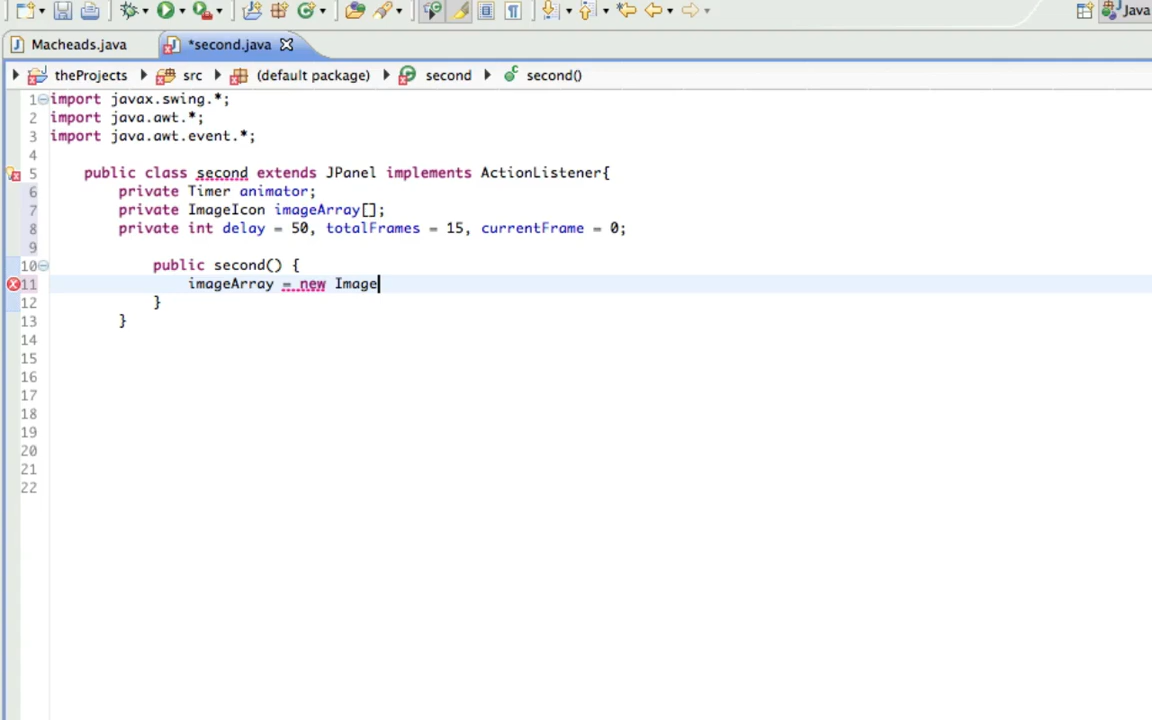 Java
Macheads.java
*second.java
theProjects src (default package) second second()
1 import javax.swing.*;
2 import java.awt.*;
3 import java.awt.event.*;
4
5 public class second extends JPanel implements ActionListener{
6 private Timer animator;
7 private ImageIcon imageArray[];
8 private int delay = 50, totalFrames = 15, currentFrame = 0;
9
10 public second() {
11 imageArray = new Image
12 }
13 }
14
15
16
17
18
19
20
21
22